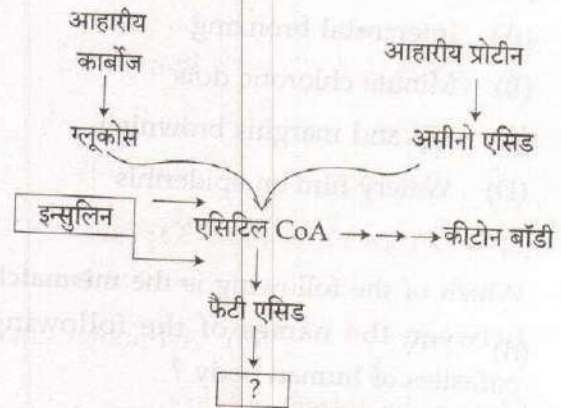 आहारीय
कार्बोज
आहारीय प्रोटीन
ग्लूकोस
अमीनो एसिड
इन्सुलिन
एसिटिल CoA
कीटोन बॉडी
फैटी एसिड
?